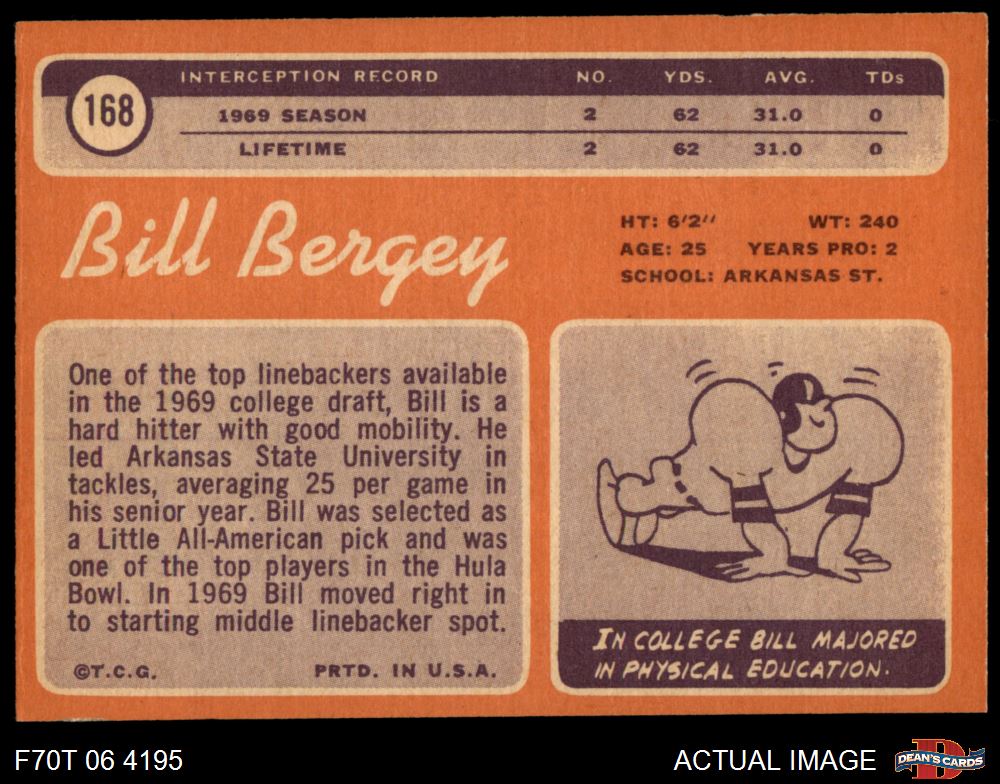 168
INTERCEPTION RECORD NO. YDS. AVG. TDs
1969 SEASON 2 62 31.0 0
LIFETIME 2 62 31.0 0
Bill Bergey
HT: 6'2'' WT: 240
AGE: 25 YEARS PRO: 2
SCHOOL: ARKANSAS ST.
One of the top linebackers available
in the 1969 college draft, Bill is a
hard hitter with good mobility. He
led Arkansas State University in
tackles, averaging 25 per game in
his senior year. Bill was selected as
a Little All-American pick and was
one of the top players in the Hula
Bowl. In 1969 Bill moved right in
to starting middle linebacker spot.
©T.C.G. PRTD. IN U.S.A.
IN COLLEGE BILL MAJORED
IN PHYSICAL EDUCATION.
F70T 06 4195
ACTUAL IMAGE
D
DEAN'S CARDS